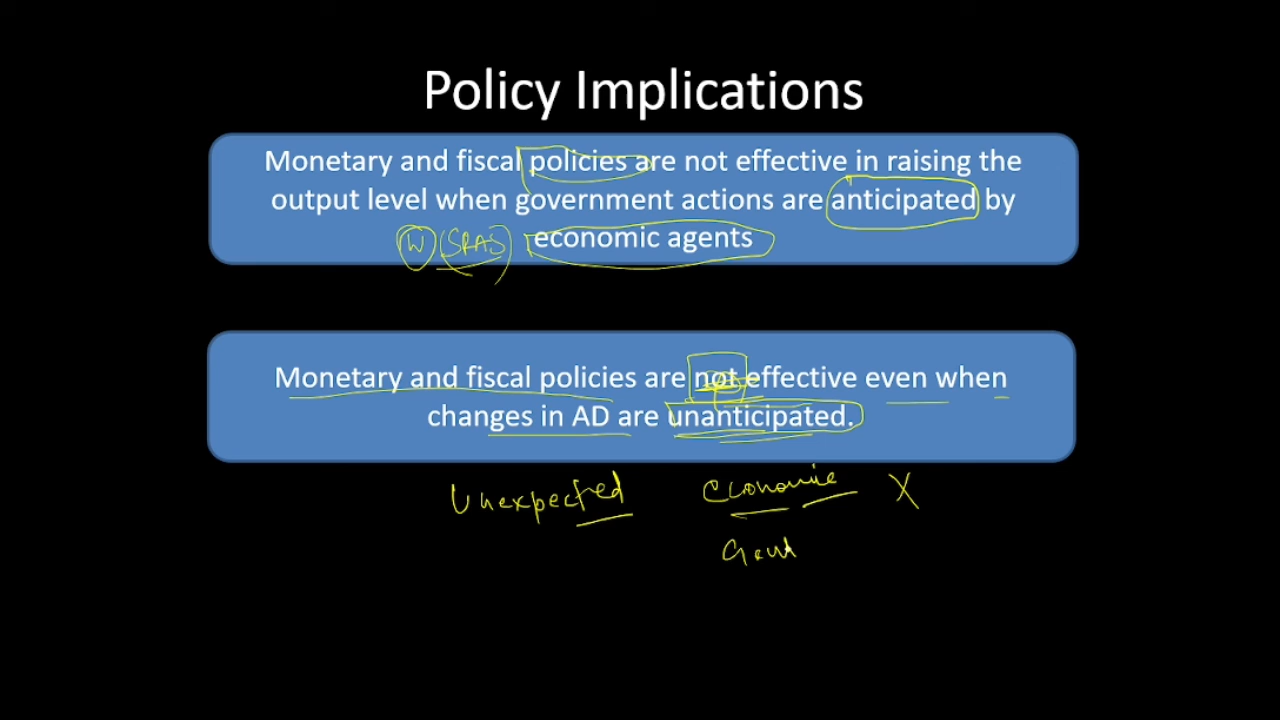 Policy Implications
Monetary and fiscal policies are not effective in raising the
output level when government actions are anticipated by
W (SRAS) economic agents
Monetary and fiscal policies are not effective even when
changes in AD are unanticipated.
Unexpected economic X
Govt